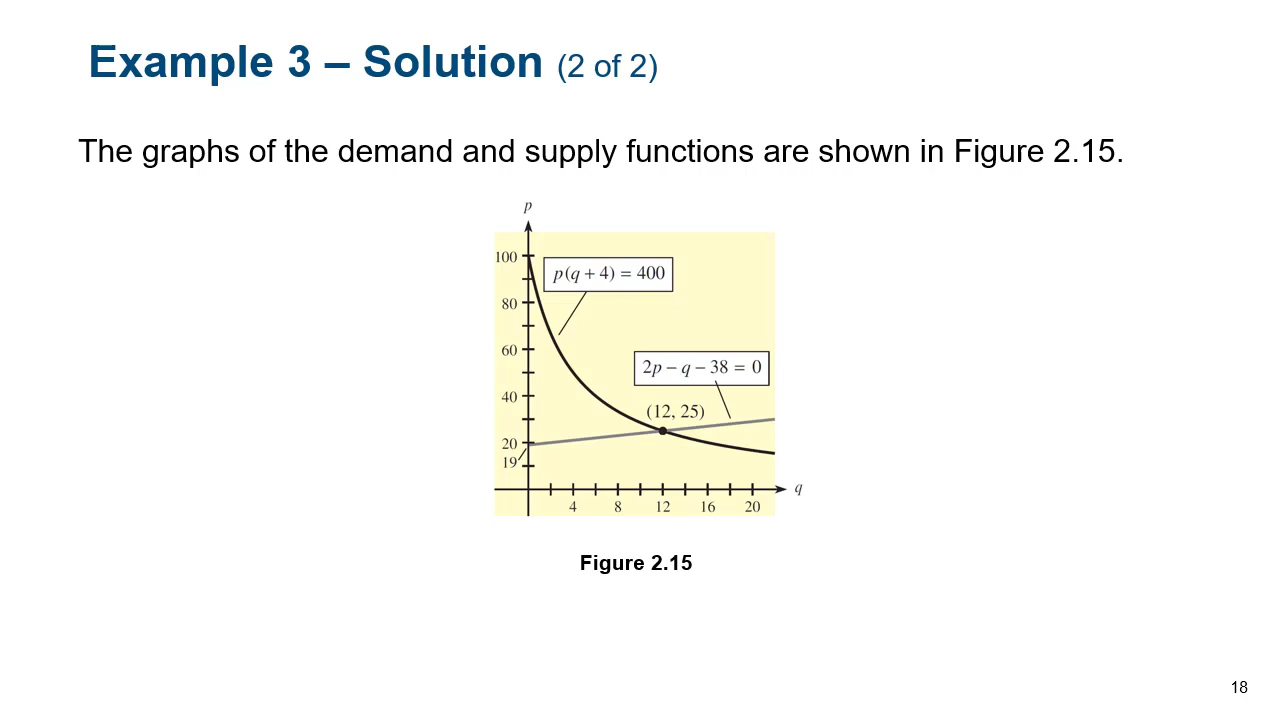 Example 3 – Solution (2 of 2)
The graphs of the demand and supply functions are shown in Figure 2.15.
p
100
p(q + 4) = 400
80
60
2p − q − 38 = 0
40
(12, 25)
20
19
q
4 8 12 16 20
Figure 2.15
18